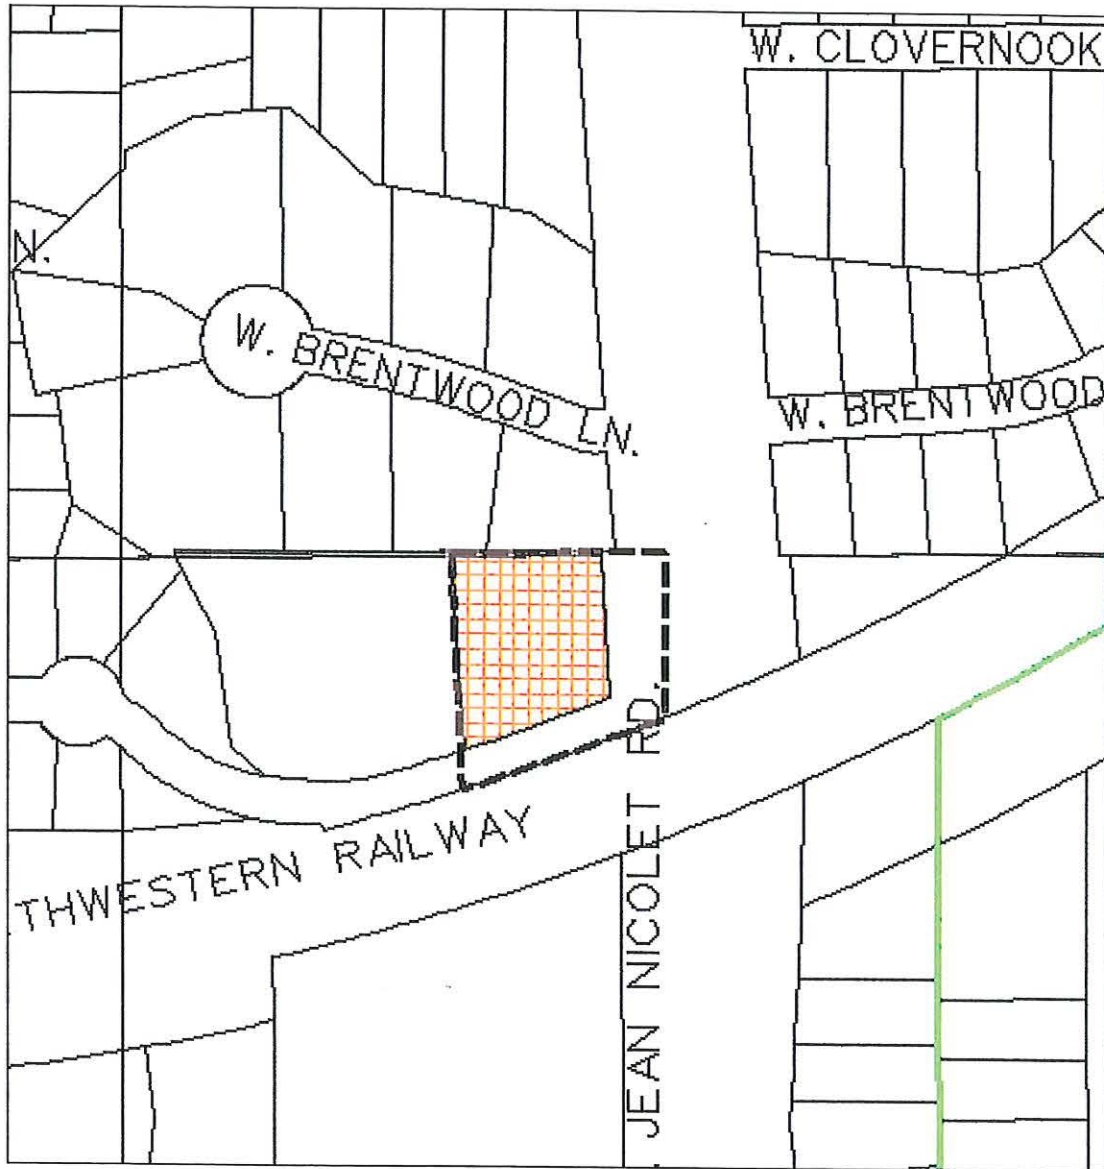 W. CLOVERNOOK
N.
W. BRENTWOOD LN.
W. BRENTWOOD
THWESTERN RAILWAY
JEAN NICOLET RD.